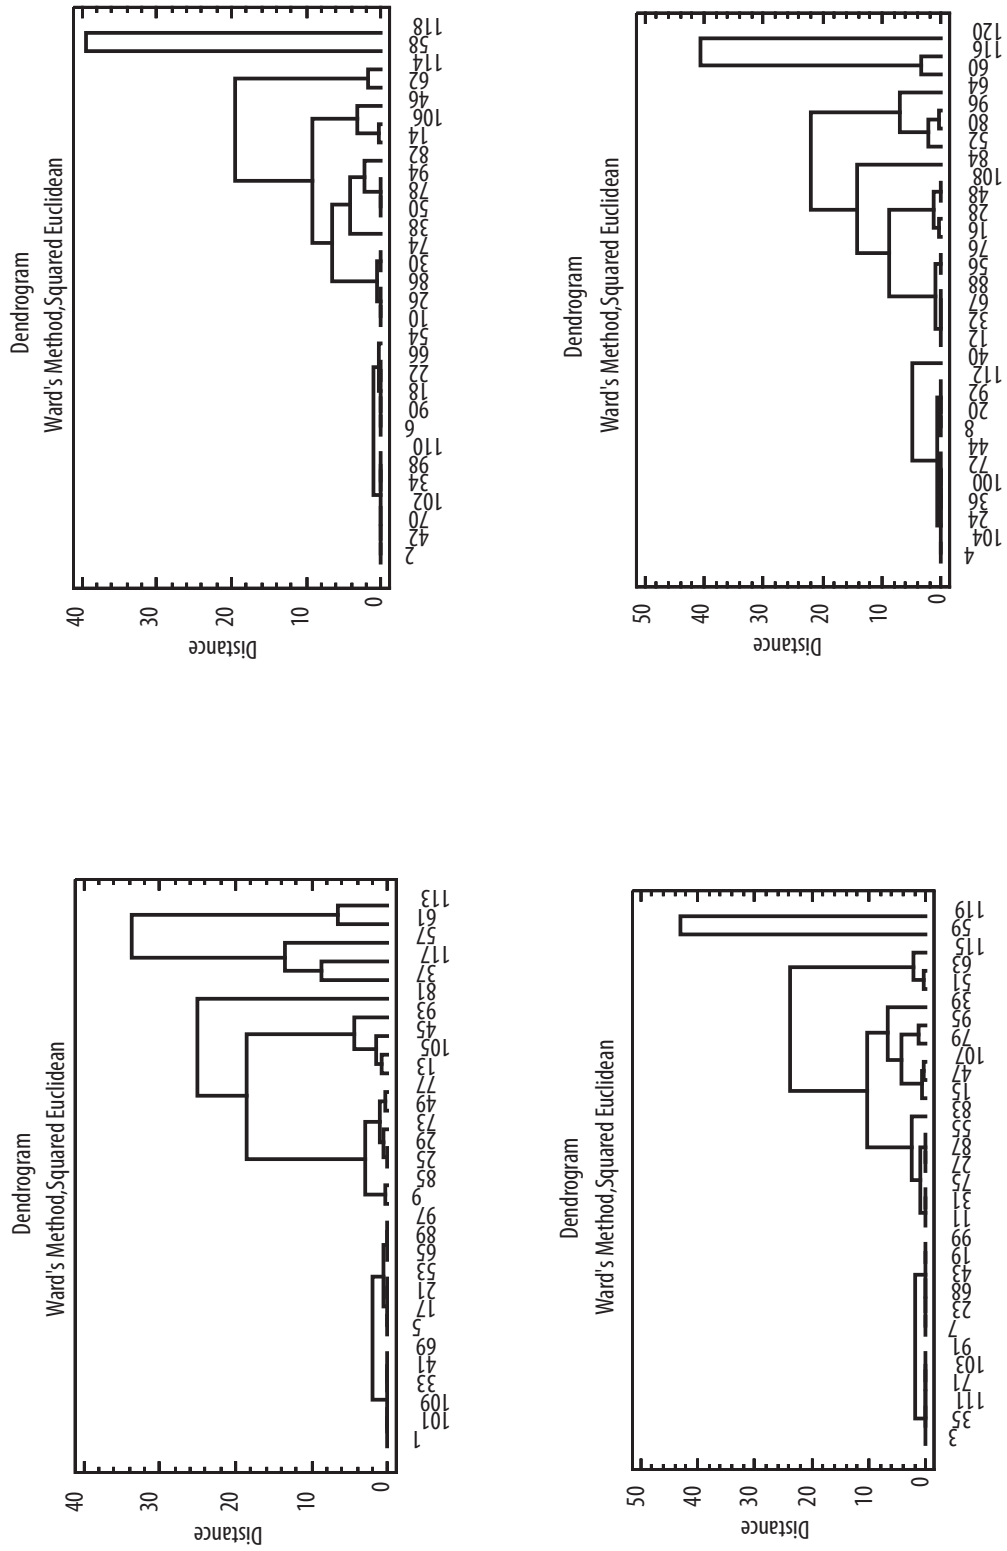 Dendrogram
Ward's Method,Squared Euclidean
Distance
40
30
20
10
0
1 101 109 33 41 69 5 17 21 53 65 89 97 9 85 25 29 73 49 77 13 105 45 93 81 37 117 57 61 113
Dendrogram
Ward's Method,Squared Euclidean
Distance
40
30
20
10
0
2 42 70 102 34 98 110 6 90 18 22 66 54 10 26 86 30 74 38 50 78 94 82 14 106 46 62 114 58 118
Dendrogram
Ward's Method,Squared Euclidean
Distance
50
40
30
20
10
0
3 35 111 71 103 91 7 23 68 43 19 99 11 31 75 27 87 55 83 15 47 107 79 95 39 51 63 115 59 119
Dendrogram
Ward's Method,Squared Euclidean
Distance
50
40
30
20
10
0
4 104 24 36 100 72 44 8 20 92 112 40 12 32 67 88 56 76 16 28 48 108 84 52 80 96 64 60 116 120